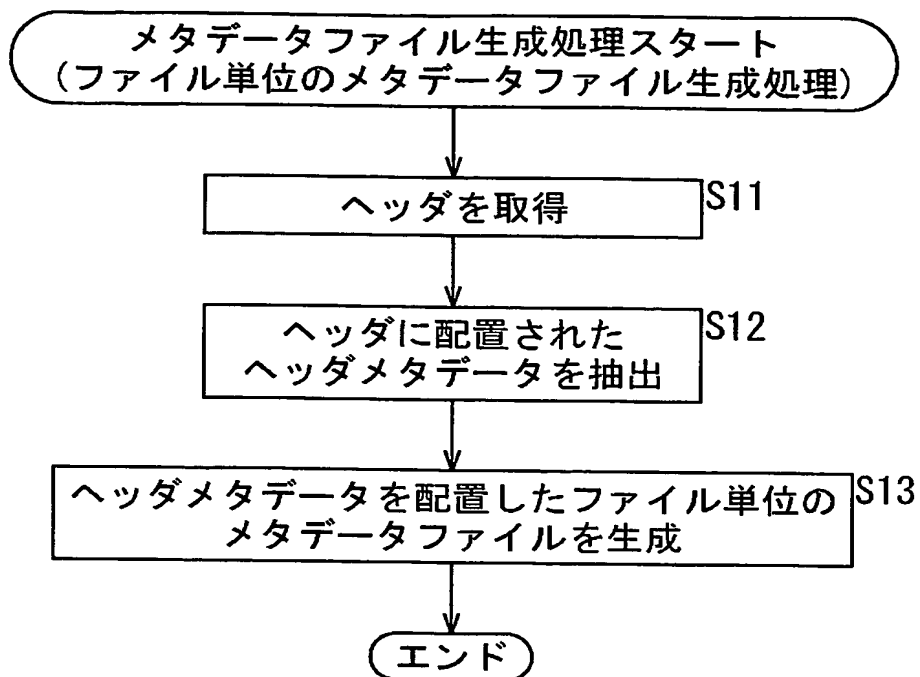 メタデータファイル生成処理スタート
(ファイル単位のメタデータファイル生成処理)
ヘッダを取得
S11
ヘッダに配置された
ヘッダメタデータを抽出
S12
ヘッダメタデータを配置したファイル単位の
メタデータファイルを生成
S13
エンド